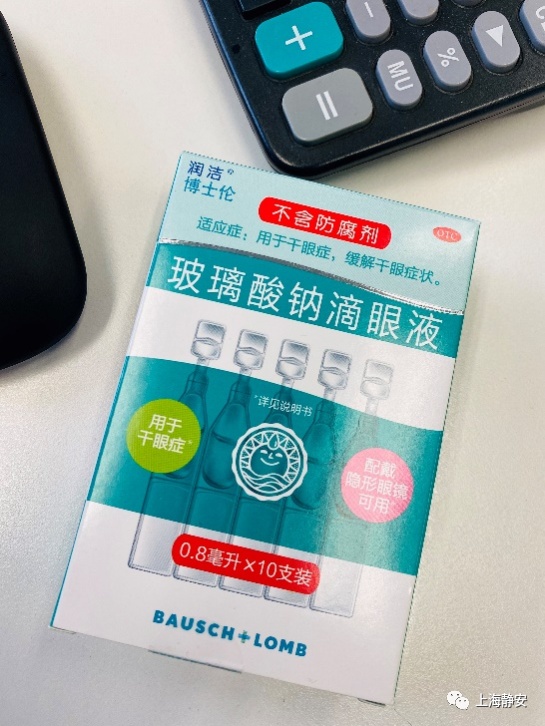 +
=
MU
%
润洁®
博士伦
不含防腐剂
OTC
适应症：用于干眼症，缓解干眼症状。
玻璃酸钠滴眼液
*详见说明书
用于
干眼症*
配戴
隐形眼镜
可用*
0.8毫升×10支装
BAUSCH+LOMB
上海静安